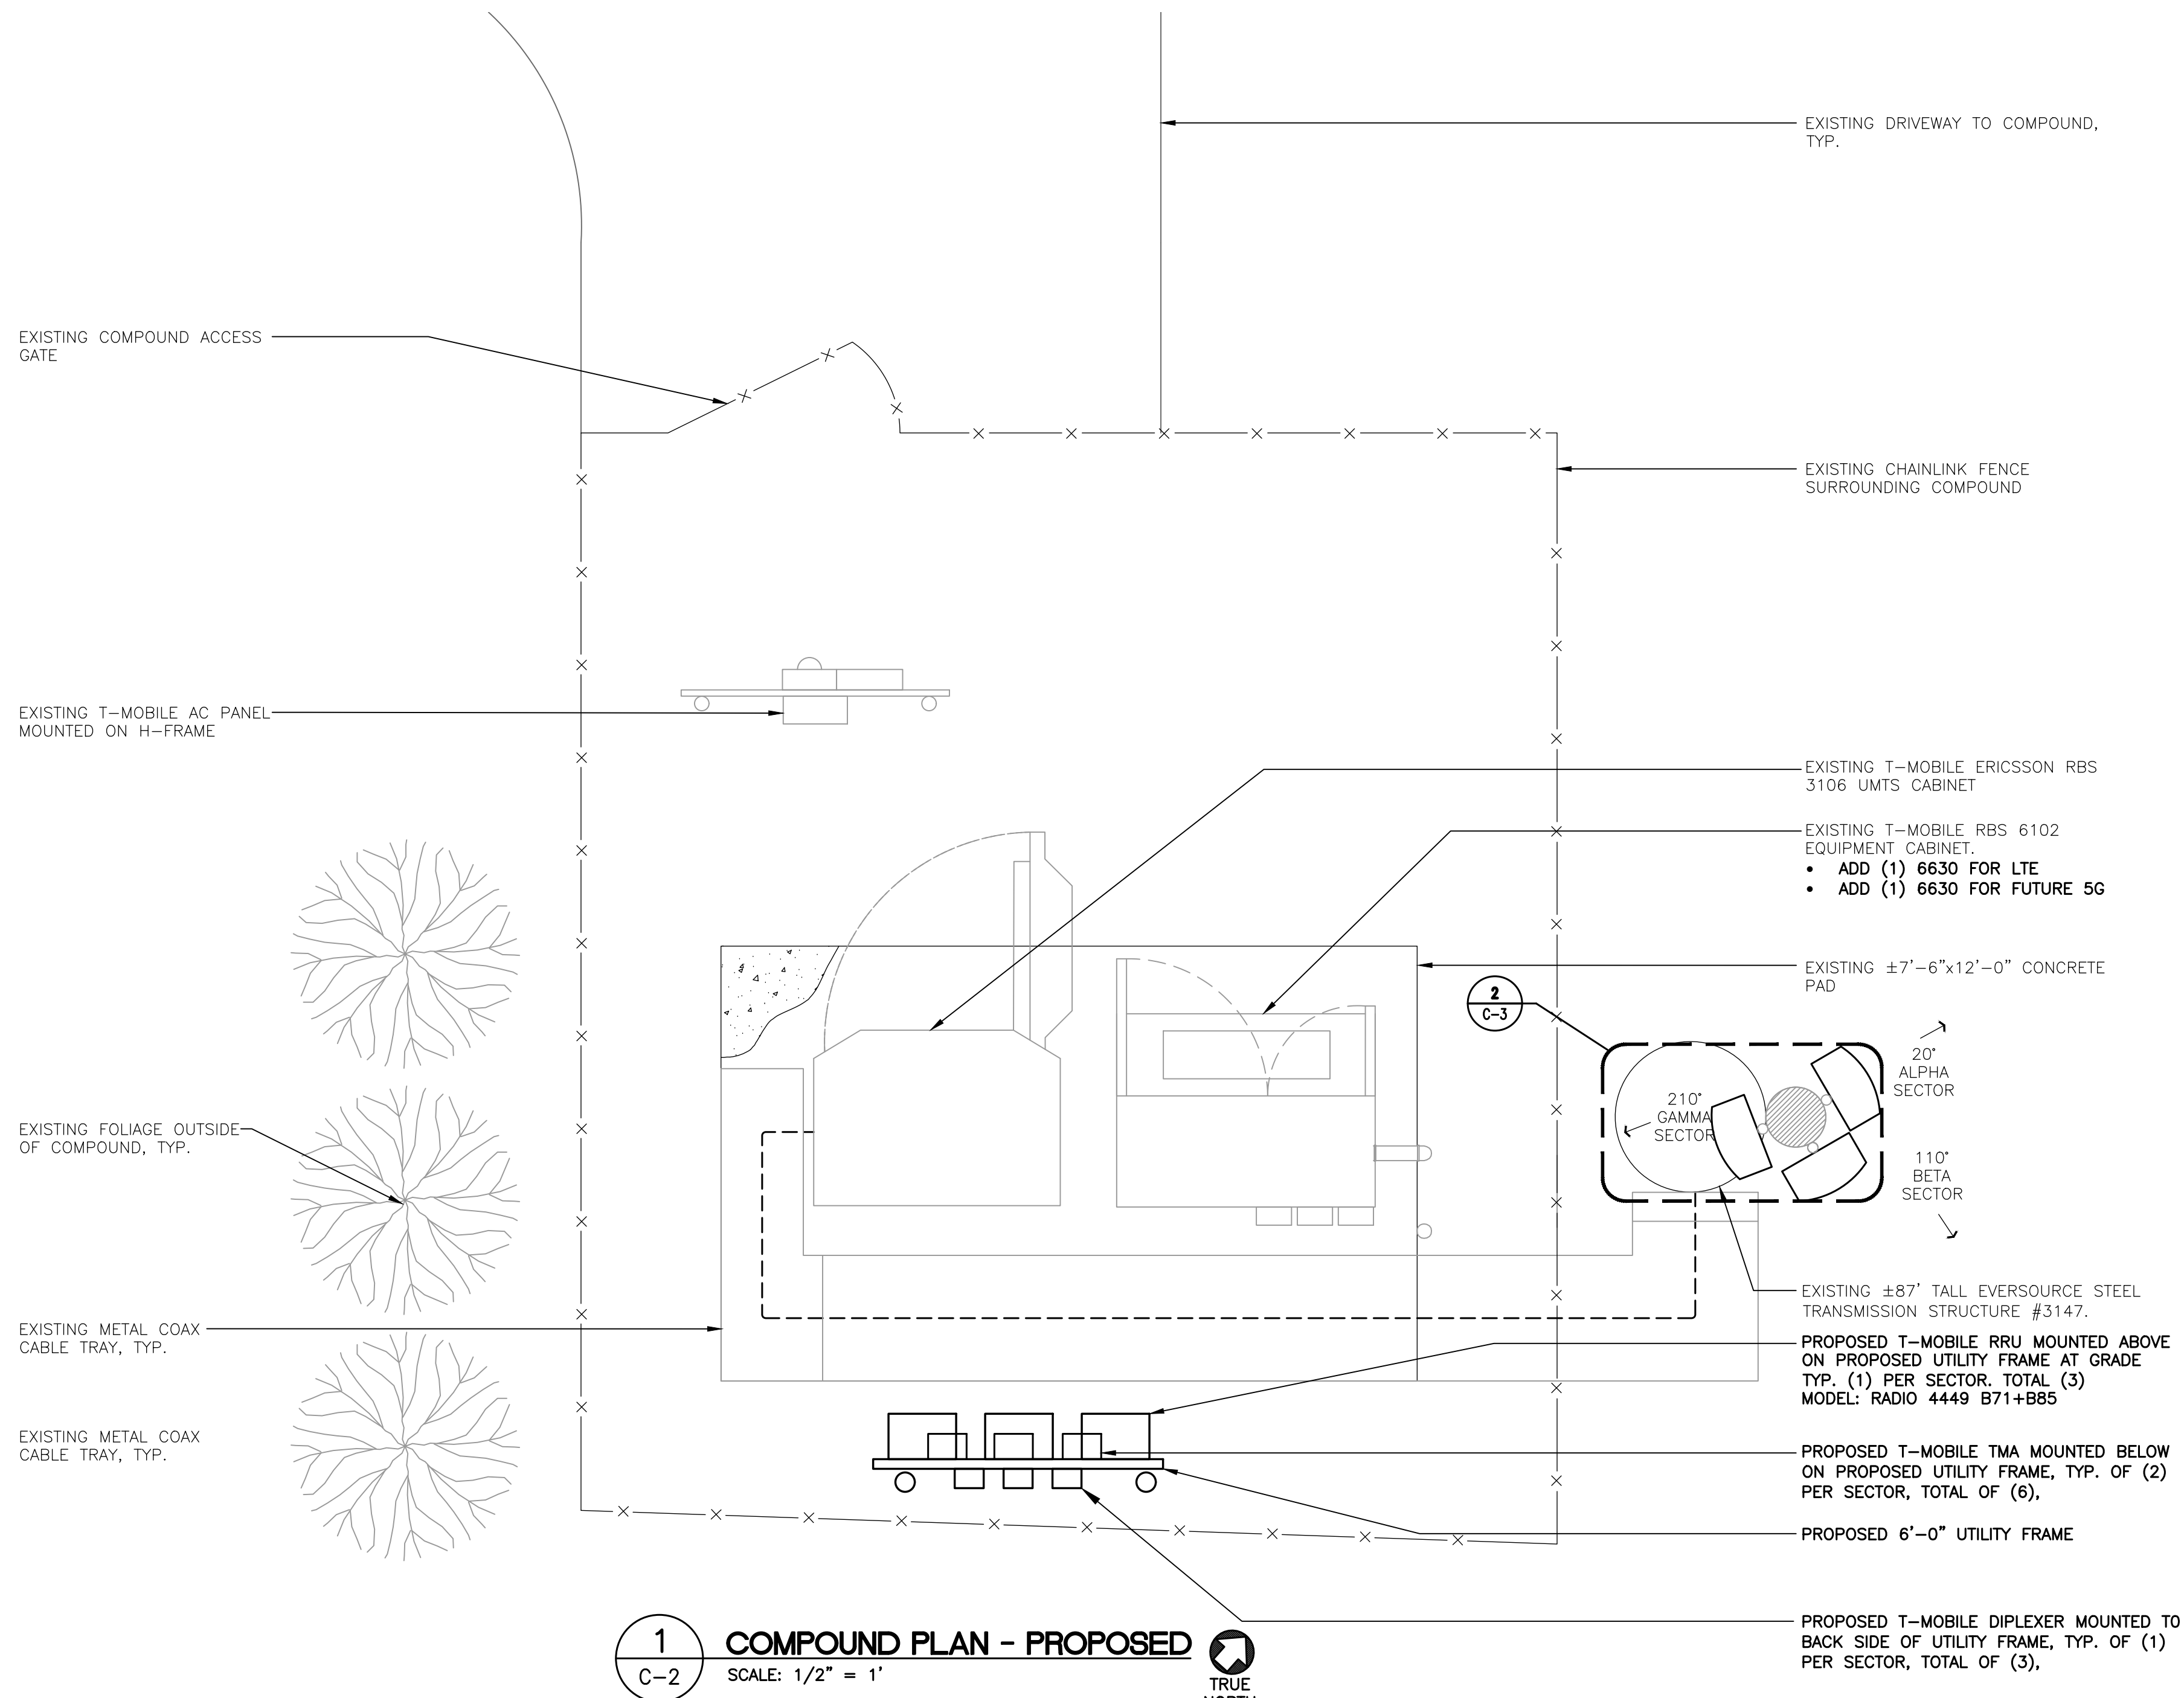 EXISTING DRIVEWAY TO COMPOUND,
TYP.
EXISTING COMPOUND ACCESS
GATE
EXISTING CHAINLINK FENCE
SURROUNDING COMPOUND
EXISTING T-MOBILE AC PANEL
MOUNTED ON H-FRAME
EXISTING T-MOBILE ERICSSON RBS
3106 UMTS CABINET
EXISTING T-MOBILE RBS 6102
EQUIPMENT CABINET.
• ADD (1) 6630 FOR LTE
• ADD (1) 6630 FOR FUTURE 5G
EXISTING ±7'-6"x12'-0" CONCRETE
PAD
2
C-3
20°
ALPHA
SECTOR
210°
GAMMA
SECTOR
110°
BETA
SECTOR
EXISTING FOLIAGE OUTSIDE
OF COMPOUND, TYP.
EXISTING ±87' TALL EVERSOURCE STEEL
TRANSMISSION STRUCTURE #3147.
EXISTING METAL COAX
CABLE TRAY, TYP.
PROPOSED T-MOBILE RRU MOUNTED ABOVE
ON PROPOSED UTILITY FRAME AT GRADE
TYP. (1) PER SECTOR. TOTAL (3)
MODEL: RADIO 4449 B71+B85
EXISTING METAL COAX
CABLE TRAY, TYP.
PROPOSED T-MOBILE TMA MOUNTED BELOW
ON PROPOSED UTILITY FRAME, TYP. OF (2)
PER SECTOR, TOTAL OF (6),
PROPOSED 6'-0" UTILITY FRAME
PROPOSED T-MOBILE DIPLEXER MOUNTED TO
BACK SIDE OF UTILITY FRAME, TYP. OF (1)
PER SECTOR, TOTAL OF (3),
1
C-2
COMPOUND PLAN - PROPOSED
SCALE: 1/2" = 1'
TRUE
NORTH